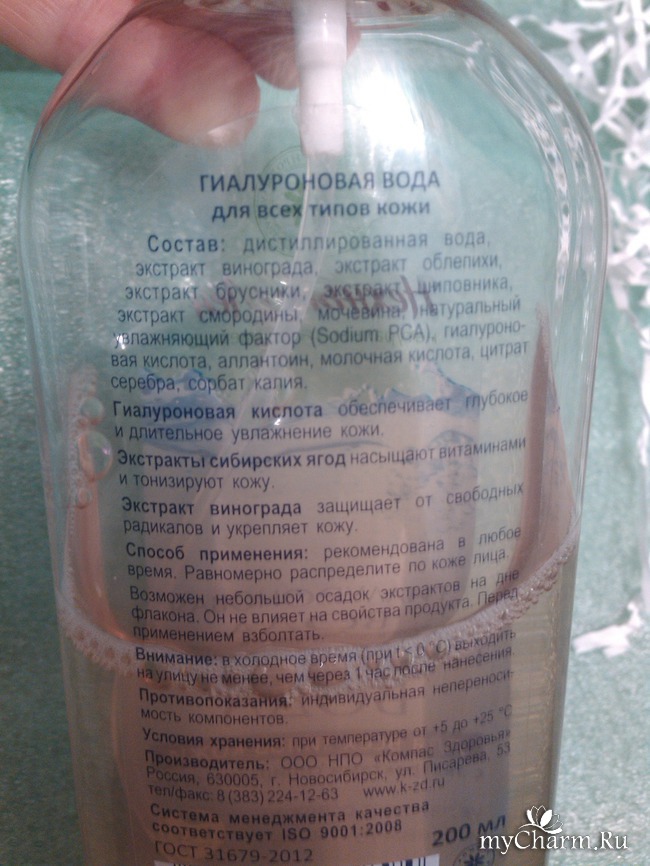 ГИАЛУРОНОВАЯ ВОДА
для всех типов кожи
Состав: дистиллированная вода,
экстракт винограда, экстракт облепихи,
экстракт брусники, экстракт шиповника,
экстракт смородины, мочевина, натуральный
увлажняющий фактор (Sodium PCA), гиалуроно-
вая кислота, аллантоин, молочная кислота, цитрат
серебра, сорбат калия.
Гиалуроновая кислота обеспечивает глубокое
и длительное увлажнение кожи.
Экстракты сибирских ягод насыщают витаминами
и тонизируют кожу.
Экстракт винограда защищает от свободных
радикалов и укрепляет кожу.
Способ применения: рекомендована в любое
время. Равномерно распределите по коже лица.
Возможен небольшой осадок экстрактов на дне
флакона. Он не влияет на свойства продукта. Перед
применением взболтать.
Внимание: в холодное время (при t < 6 °C) выходить
на улицу не менее, чем через 1 час после нанесения.
Противопоказания: индивидуальная непереноси-
мость компонентов.
Условия хранения: при температуре от +5 до +25 °C
Производитель: ООО НПО «Компас Здоровья»
Россия, 630005, г. Новосибирск, ул. Писарева, 53
тел/факс: 8 (383) 224-12-63 www.k-zd.ru
Система менеджмента качества
соответствует ISO 9001:2008
ГОСТ 31679-2012 200 мл
myCharm.Ru